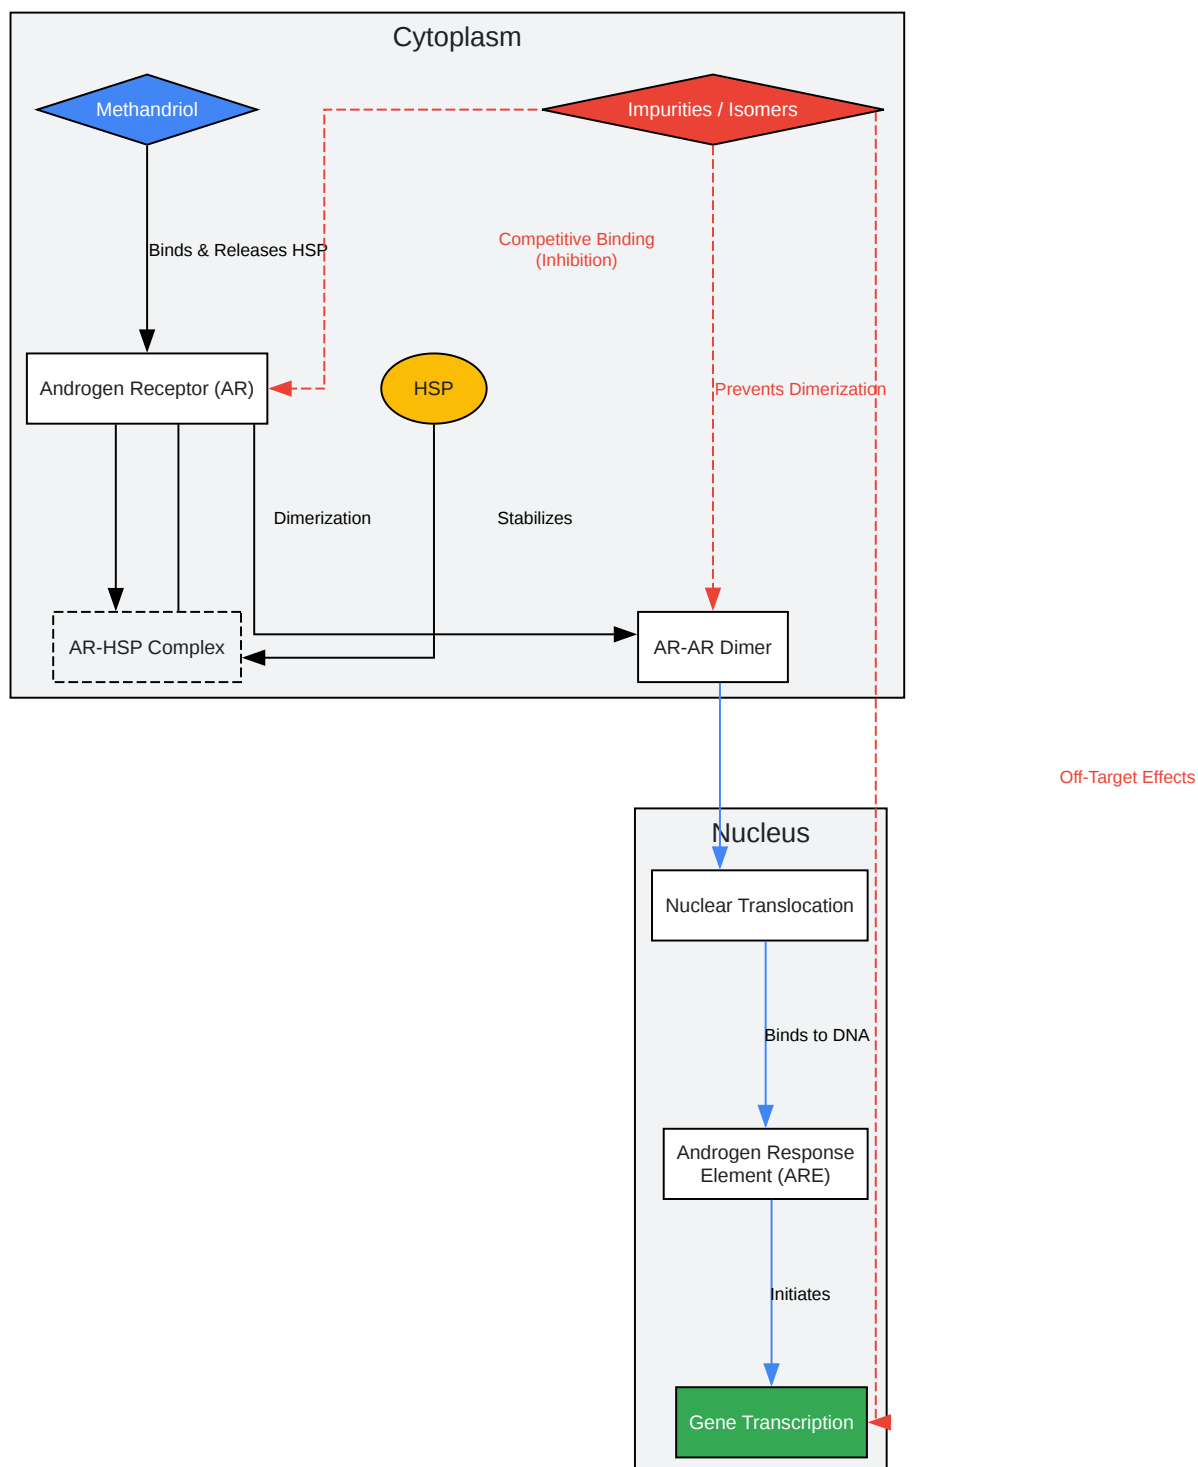 Cytoplasm
Methandriol
Impurities / Isomers
Binds & Releases HSP
Competitive Binding
(Inhibition)
Androgen Receptor (AR)
HSP
Prevents Dimerization
Dimerization
Stabilizes
AR-HSP Complex
AR-AR Dimer
Off-Target Effects
Nucleus
Nuclear Translocation
Binds to DNA
Androgen Response
Element (ARE)
Initiates
Gene Transcription